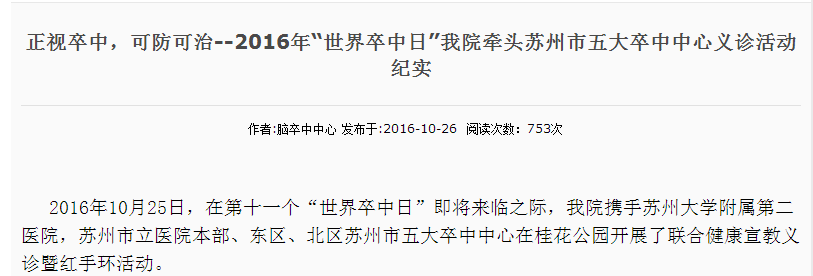 正视卒中，可防可治--2016年“世界卒中日”我院牵头苏州市五大卒中中心义诊活动
纪实
作者:脑卒中中心 发布于:2016-10-26 阅读次数：753次
2016年10月25日，在第十一个“世界卒中日”即将来临之际，我院携手苏州大学附属第二
医院，苏州市立医院本部、东区、北区苏州市五大卒中中心在桂花公园开展了联合健康宣教义
诊暨红手环活动。